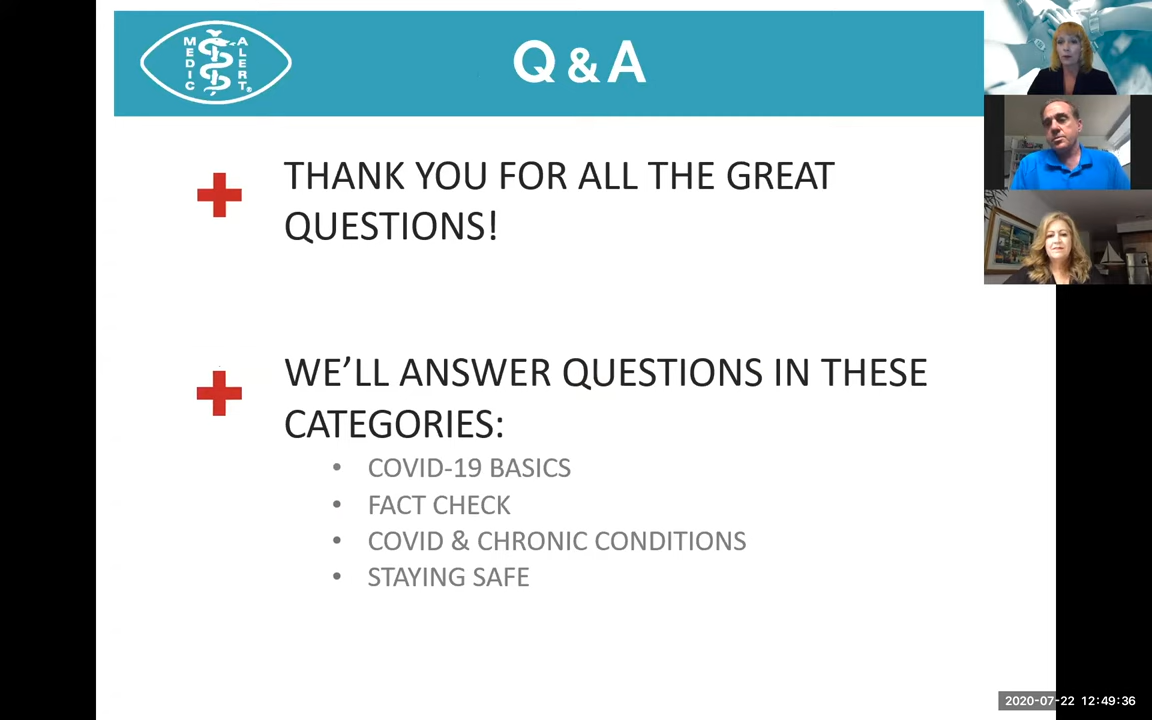 MEDIC ALERT®
Q & A
THANK YOU FOR ALL THE GREAT
QUESTIONS!
WE’LL ANSWER QUESTIONS IN THESE
CATEGORIES:
• COVID-19 BASICS
• FACT CHECK
• COVID & CHRONIC CONDITIONS
• STAYING SAFE
2020-07-22 12:49:36